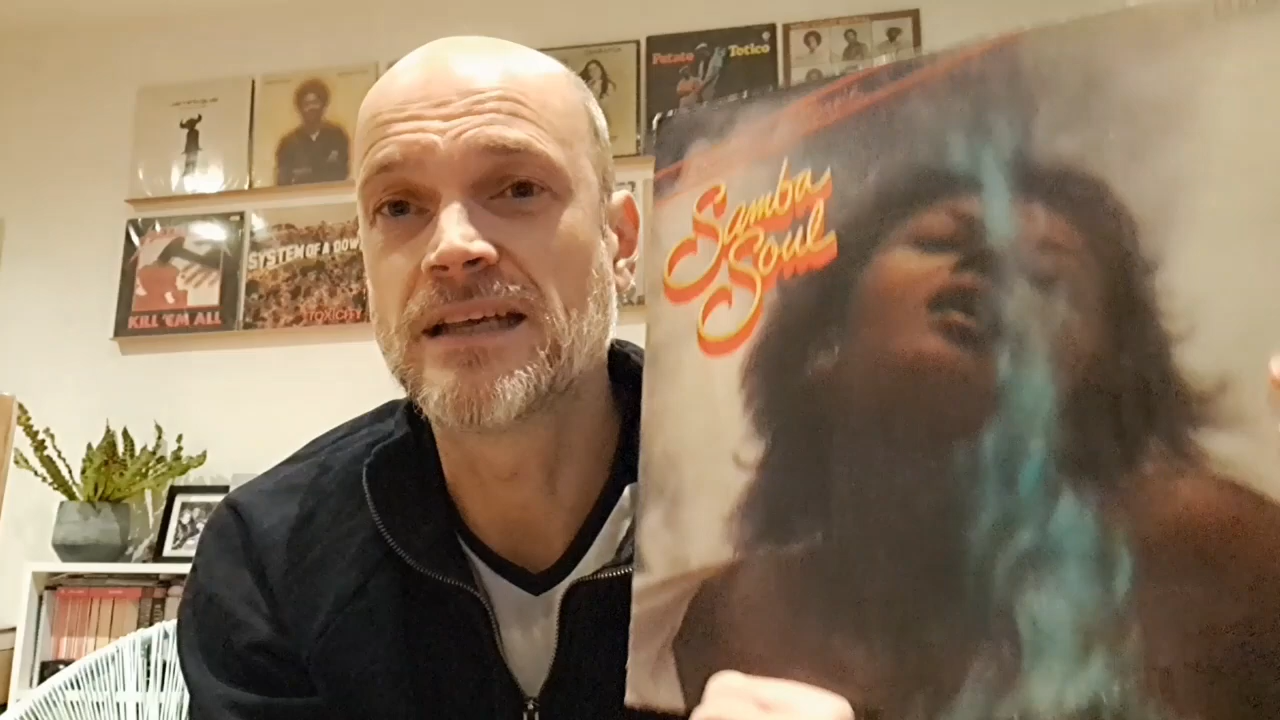 Potato
Totico
Samba
Soul
SYSTEM OF A DOWN
KILL 'EM ALL
TOXICITY